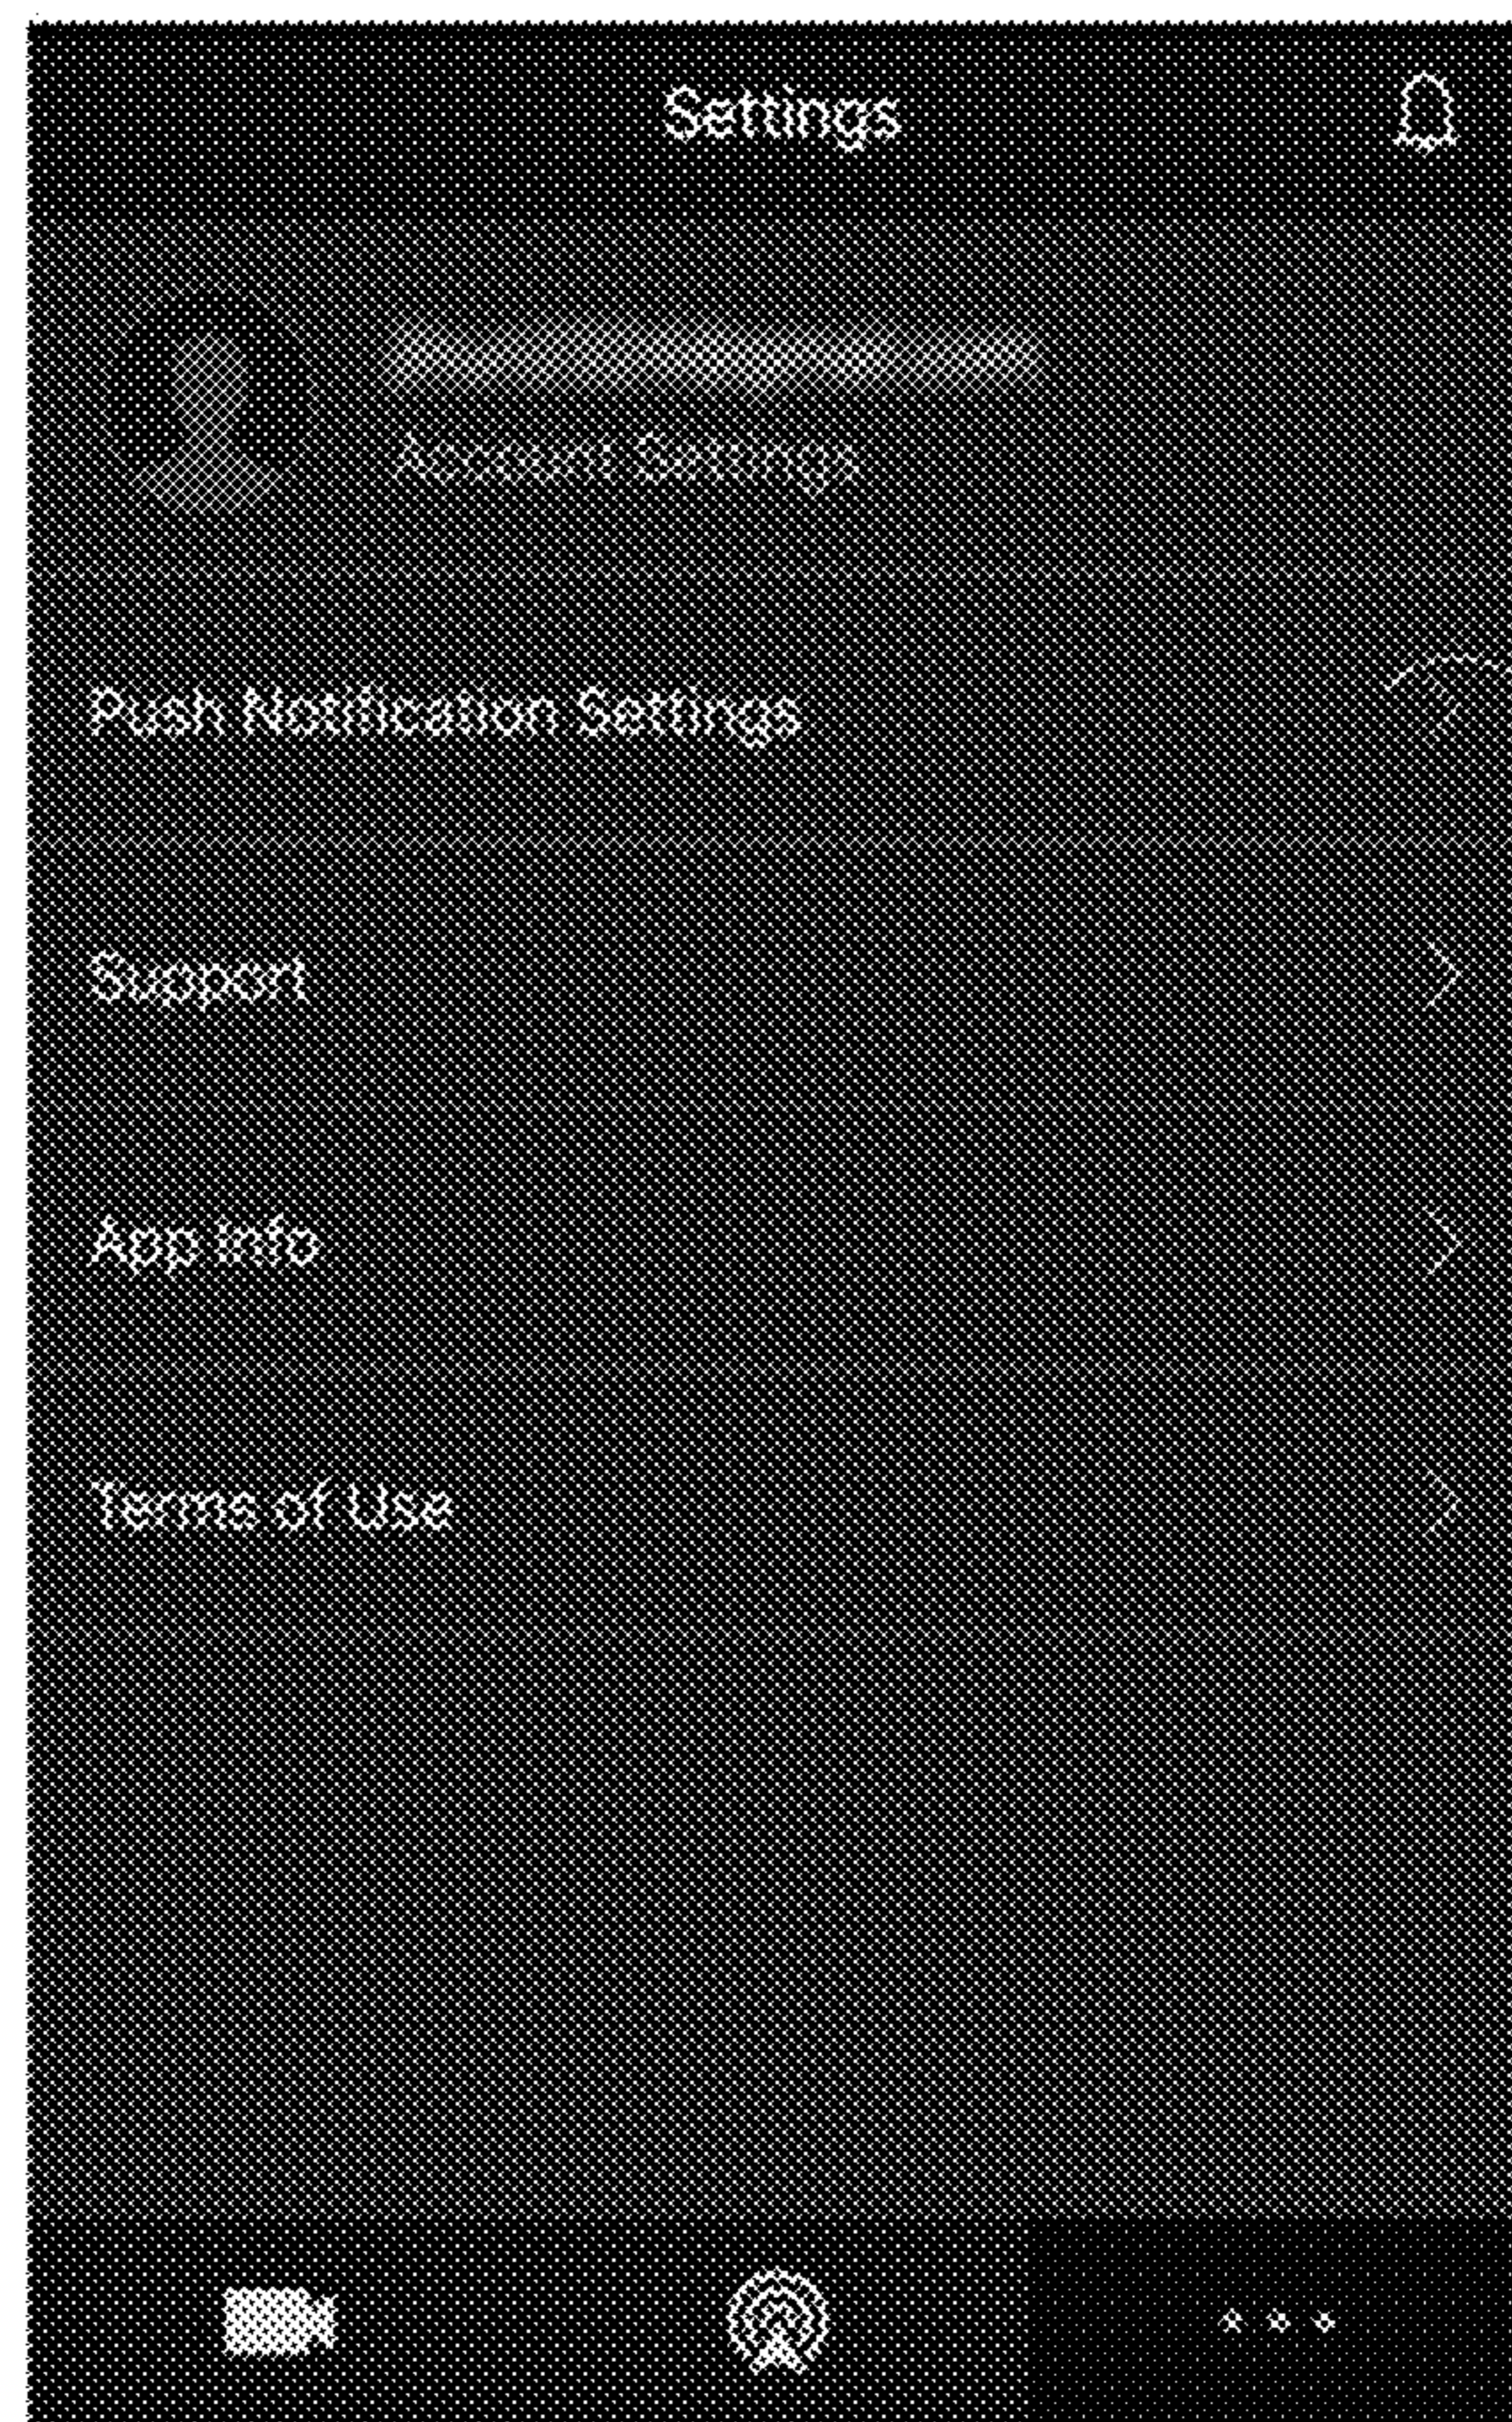 Settings
Account Settings
Push Notification Settings
Support
App Info
Terms of Use